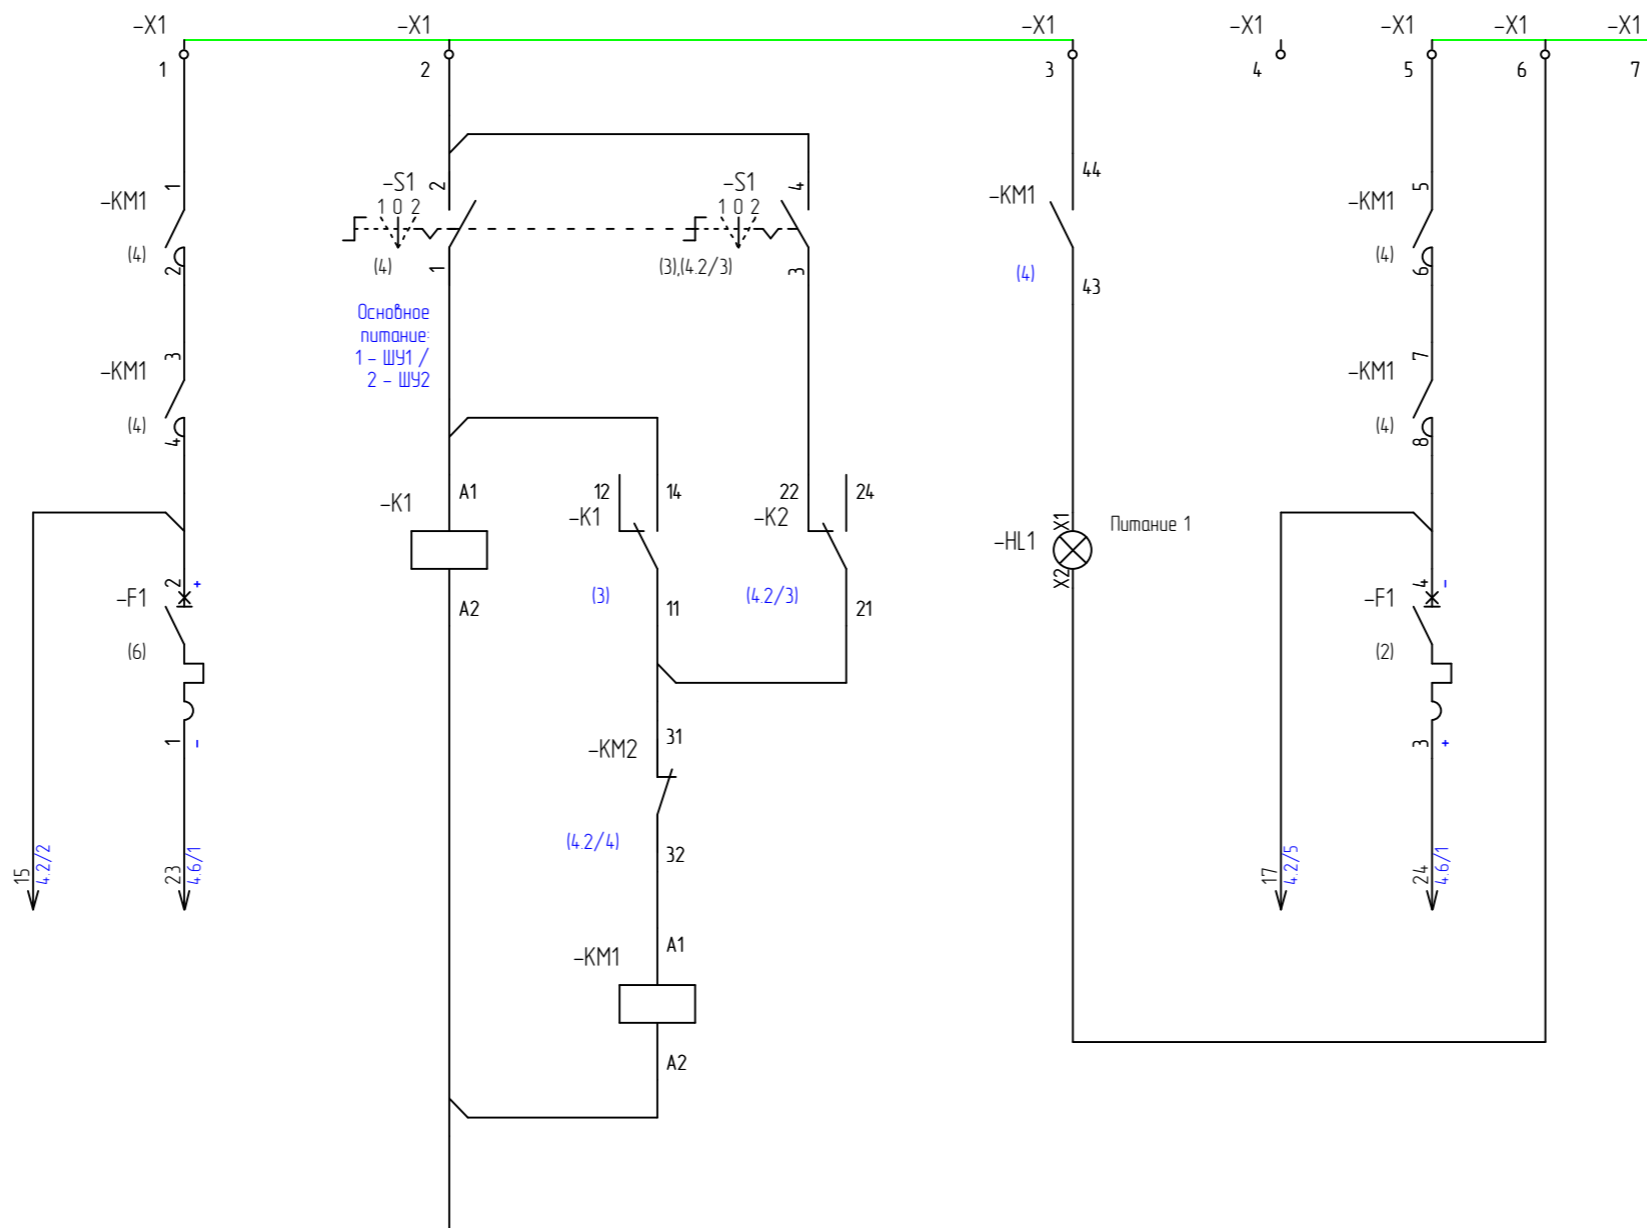 -X1 -X1 -X1 -X1 -X1 -X1 -X1
1 2 3 4 5 6 7
1 -S1 2 -S1 4 44 5
-KM1 1 0 2 1 0 2 -KM1 -KM1
(4) 2 (4) 1 (3),(4.2/3) 3 (4) 43 (4) 6
Основное
питание:
1 - ШУ1 /
2 - ШУ2
3 7
-KM1 -KM1
(4) 4 (4) 8
-K1 A1 12 14 22 24
-K1 -K2 X1 Питание 1
-HL1
X2
2 + 4 -
-F1 A2 (3) 11 (4.2/3) 21 -F1
(6) (2)
1 - 31 3 +
-KM2
(4.2/4) 32
15 4.2/2 23 4.6/1 17 4.2/5 24 4.6/1
A1
-KM1
A2